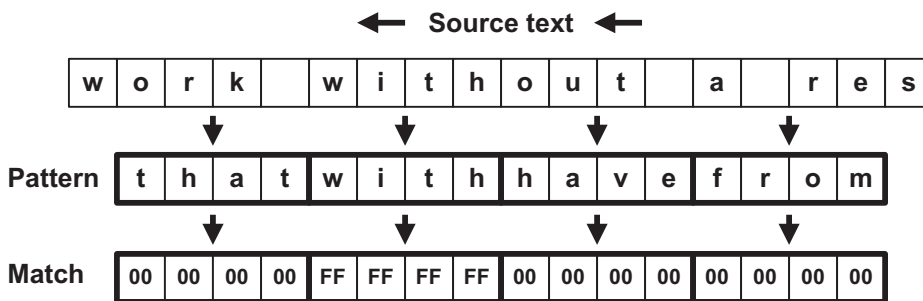 Source text
w o r k w i t h o u t a r e s
Pattern t h a t w i t h h a v e f r o m
Match 00 00 00 00 FF FF FF FF 00 00 00 00 00 00 00 00